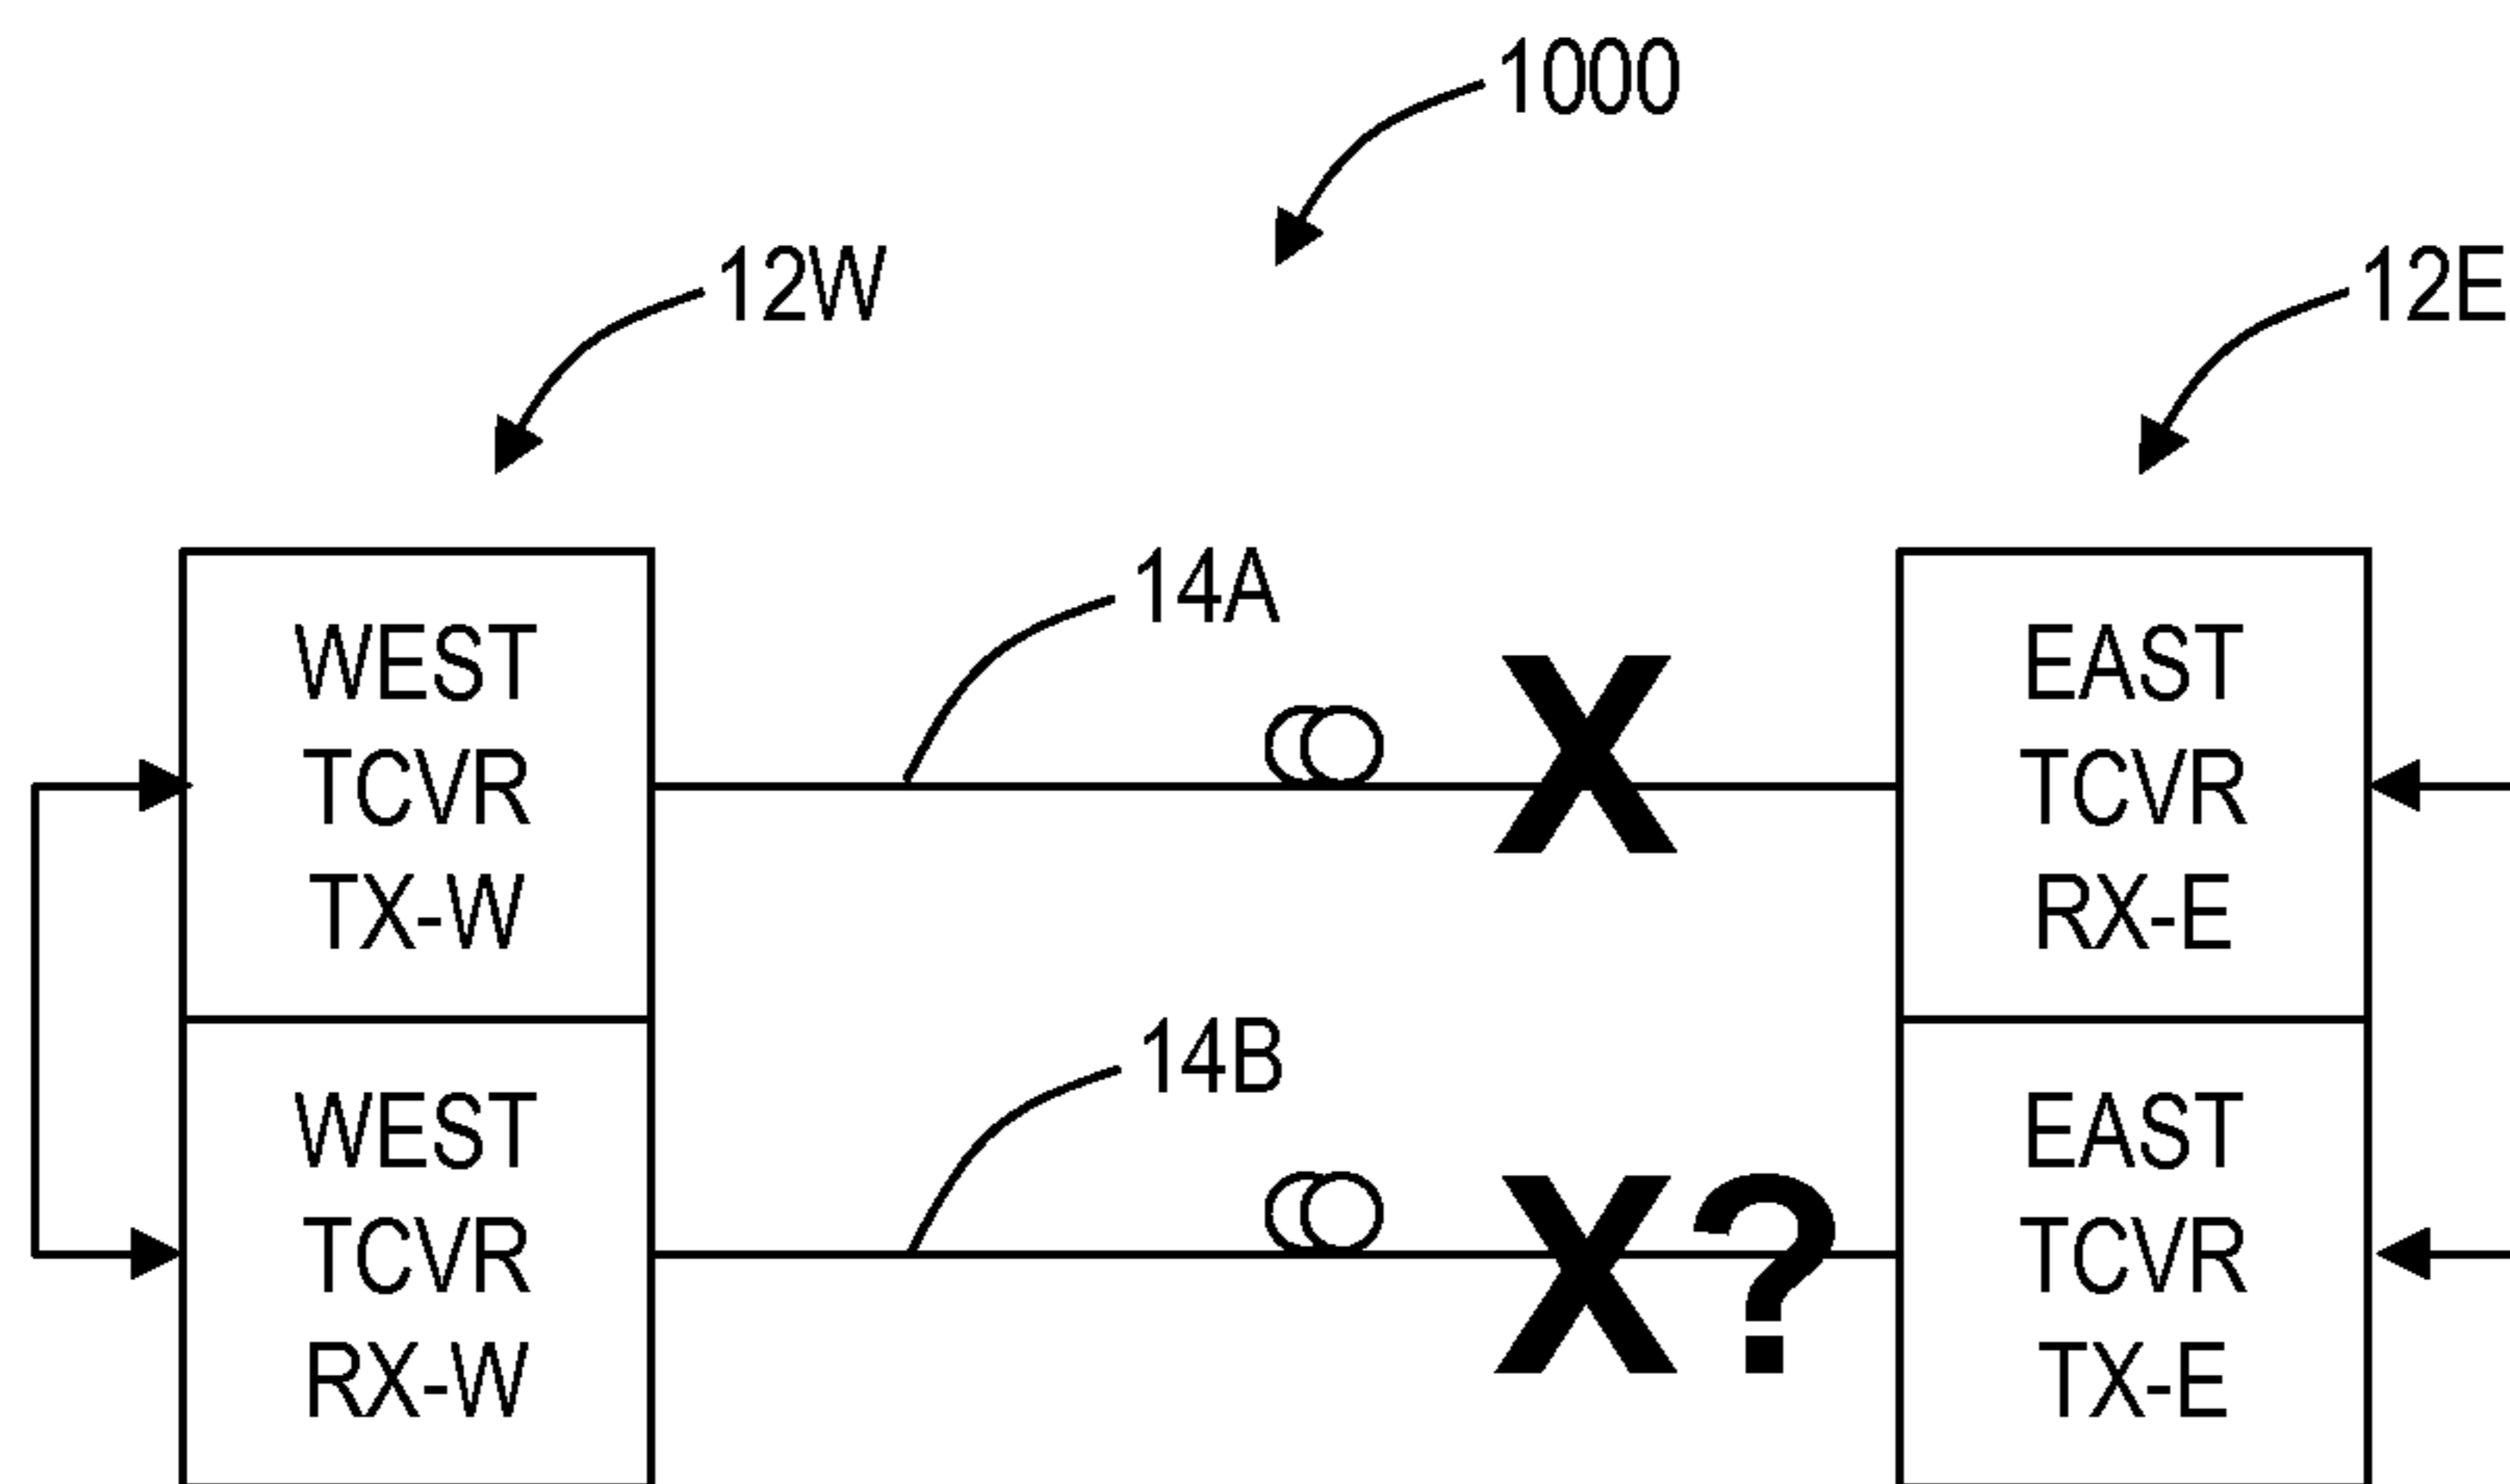 1000
12W
12E
14A
WEST
TCVR
TX-W
X
EAST
TCVR
RX-E
14B
WEST
TCVR
RX-W
X?
EAST
TCVR
TX-E